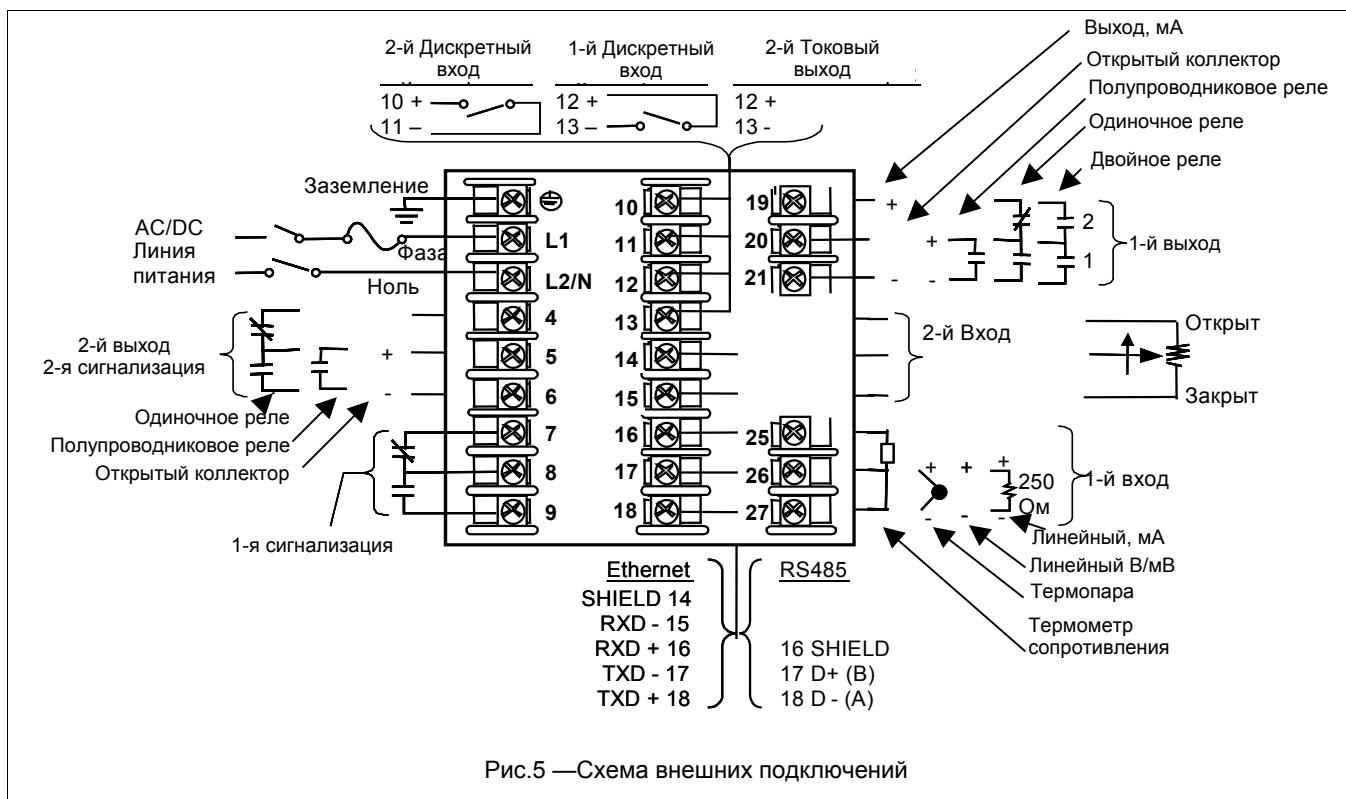 2-й Дискретный
вход
1-й Дискретный
вход
2-й Токовый
выход
Выход, мА
Открытый коллектор
Полупроводниковое реле
Одиночное реле
Двойное реле
10 +
11 –
12 +
13 –
12 +
13 -
Заземление
AC/DC
Линия
питания
Фаза
Ноль
L1
L2/N
4
5
6
7
8
9
10
11
12
13
14
15
16
17
18
19
20
21
25
26
27
+
+
-
-
2
1
1-й выход
2-й выход
2-я сигнализация
+
-
Одиночное реле
Полупроводниковое реле
Открытый коллектор
1-я сигнализация
2-й Вход
Открыт
Закрыт
+ + +
250
Ом
- - -
1-й вход
Линейный, мА
Линейный В/мВ
Термопара
Термометр
сопротивления
Ethernet
SHIELD 14
RXD - 15
RXD + 16
TXD - 17
TXD + 18
RS485
16 SHIELD
17 D+ (B)
18 D - (A)
Рис.5 —Схема внешних подключений